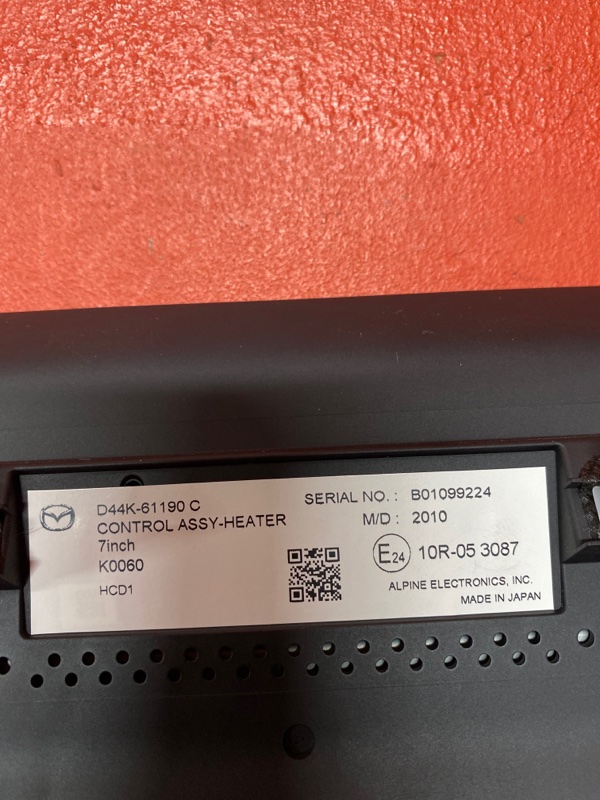 D44K-61190 C
CONTROL ASSY-HEATER
7inch
K0060
HCD1
SERIAL NO. : B01099224
M/D : 2010
E24 10R-05 3087
ALPINE ELECTRONICS, INC.
MADE IN JAPAN